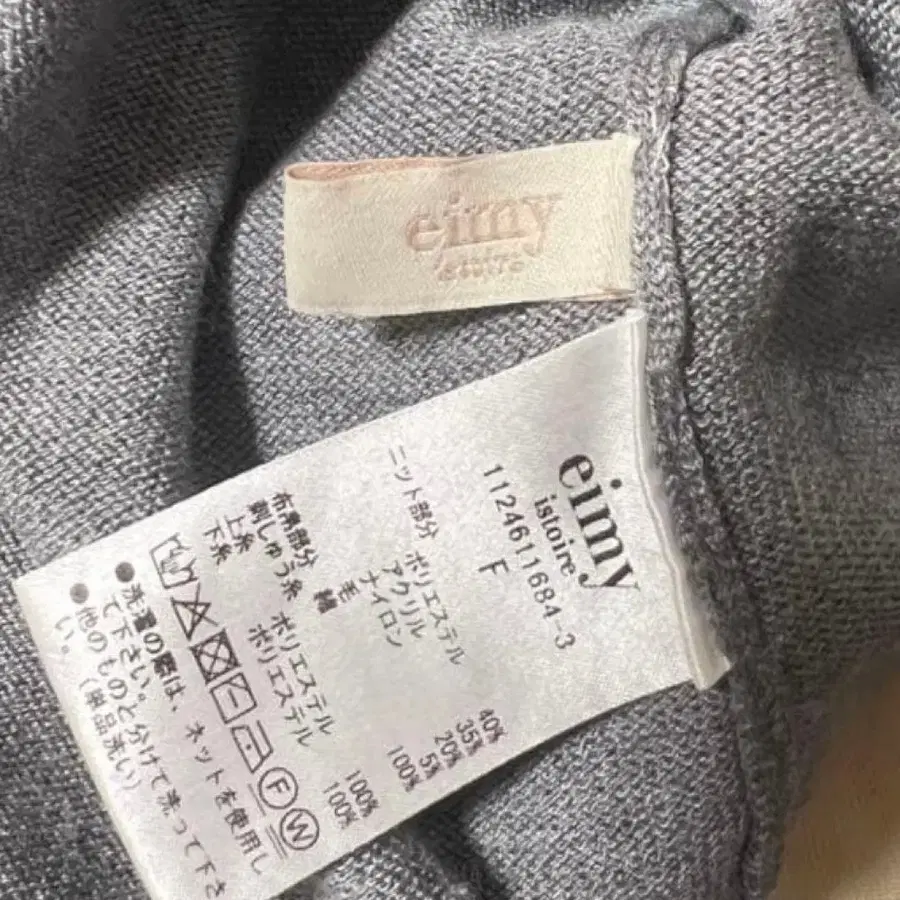 eimy
istoire
eimy
istoire
112461168​4-3
F
ニット部分 ポリエステル 40%
アクリル 35%
ナイロン 20%
毛 5%
布帛部分 綿 100%
刺しゅう糸
上糸 ポリエステル 100%
下糸 ポリエステル 100%
F W
●洗濯の際は、ネットを使用し
て下さい。
●他のものと分けて洗って下さ
い。(単品洗い)